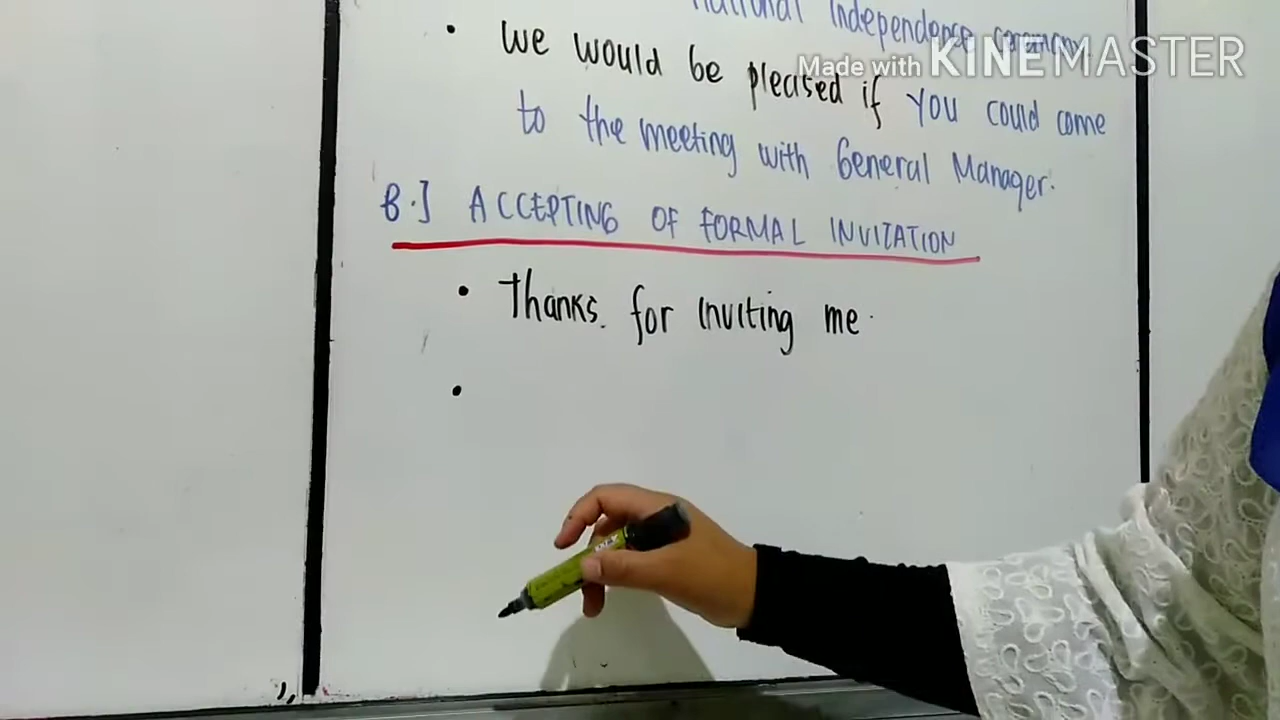 national Independence ceremony.
Made with KINEMASTER
• We would be pleased if you could come
to the meeting with General Manager.
B.] ACCEPTING OF FORMAL INVITATION
• Thanks. for inviting me.
•